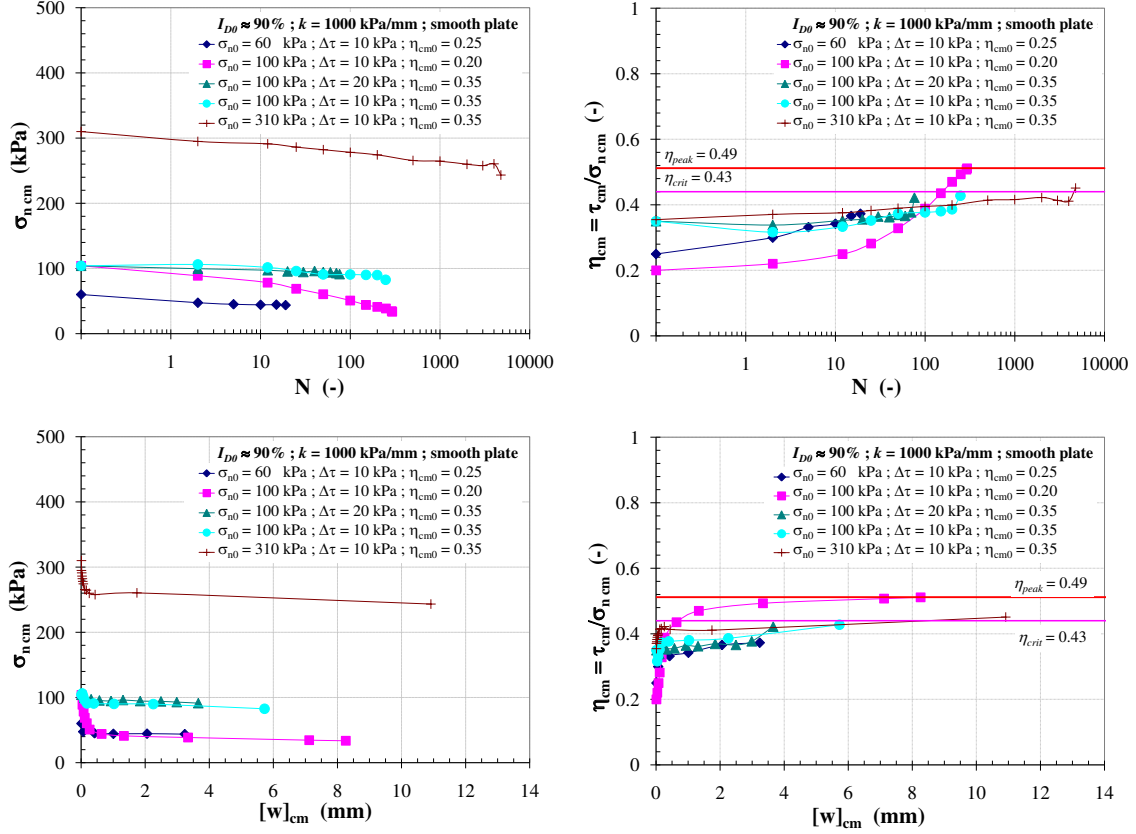 500
400
300
200
100
0
σn cm (kPa)
ID0 ≈ 90% ; k = 1000 kPa/mm ; smooth plate
σn0 = 60 kPa ; Δτ = 10 kPa ; ηcm0 = 0.25
σn0 = 100 kPa ; Δτ = 10 kPa ; ηcm0 = 0.20
σn0 = 100 kPa ; Δτ = 20 kPa ; ηcm0 = 0.35
σn0 = 100 kPa ; Δτ = 10 kPa ; ηcm0 = 0.35
σn0 = 310 kPa ; Δτ = 10 kPa ; ηcm0 = 0.35
1 10 100 1000 10000
N (-)
1
0.8
0.6
0.4
0.2
0
ηcm = τcm/σn cm (-)
ID0 ≈ 90% ; k = 1000 kPa/mm ; smooth plate
σn0 = 60 kPa ; Δτ = 10 kPa ; ηcm0 = 0.25
σn0 = 100 kPa ; Δτ = 10 kPa ; ηcm0 = 0.20
σn0 = 100 kPa ; Δτ = 20 kPa ; ηcm0 = 0.35
σn0 = 100 kPa ; Δτ = 10 kPa ; ηcm0 = 0.35
σn0 = 310 kPa ; Δτ = 10 kPa ; ηcm0 = 0.35
ηpeak = 0.49
ηcrit = 0.43
1 10 100 1000 10000
N (-)
500
400
300
200
100
0
σn cm (kPa)
ID0 ≈ 90% ; k = 1000 kPa/mm ; smooth plate
σn0 = 60 kPa ; Δτ = 10 kPa ; ηcm0 = 0.25
σn0 = 100 kPa ; Δτ = 10 kPa ; ηcm0 = 0.20
σn0 = 100 kPa ; Δτ = 20 kPa ; ηcm0 = 0.35
σn0 = 100 kPa ; Δτ = 10 kPa ; ηcm0 = 0.35
σn0 = 310 kPa ; Δτ = 10 kPa ; ηcm0 = 0.35
0 2 4 6 8 10 12 14
[w]cm (mm)
1
0.8
0.6
0.4
0.2
0
ηcm = τcm/σn cm (-)
ID0 ≈ 90% ; k = 1000 kPa/mm ; smooth plate
σn0 = 60 kPa ; Δτ = 10 kPa ; ηcm0 = 0.25
σn0 = 100 kPa ; Δτ = 10 kPa ; ηcm0 = 0.20
σn0 = 100 kPa ; Δτ = 20 kPa ; ηcm0 = 0.35
σn0 = 100 kPa ; Δτ = 10 kPa ; ηcm0 = 0.35
σn0 = 310 kPa ; Δτ = 10 kPa ; ηcm0 = 0.35
ηpeak = 0.49
ηcrit = 0.43
0 2 4 6 8 10 12 14
[w]cm (mm)